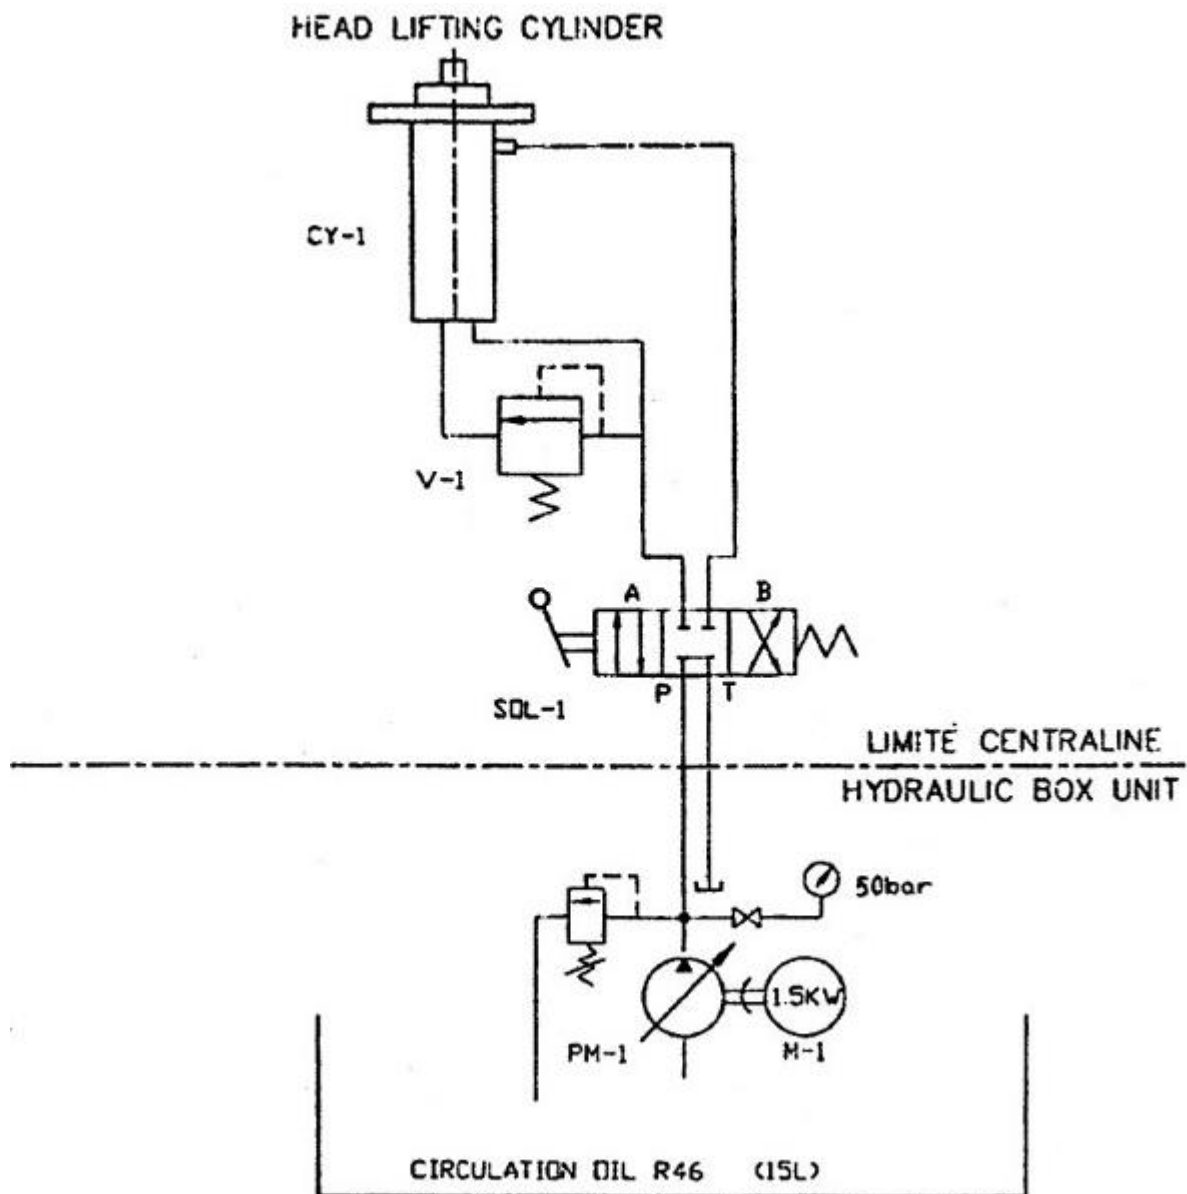 HEAD LIFTING CYLINDER
CY-1
V-1
A
B
P
T
SOL-1
LIMITÉ CENTRALINE
HYDRAULIC BOX UNIT
50bar
1.5KW
PM-1
M-1
CIRCULATION OIL R46 (15L)